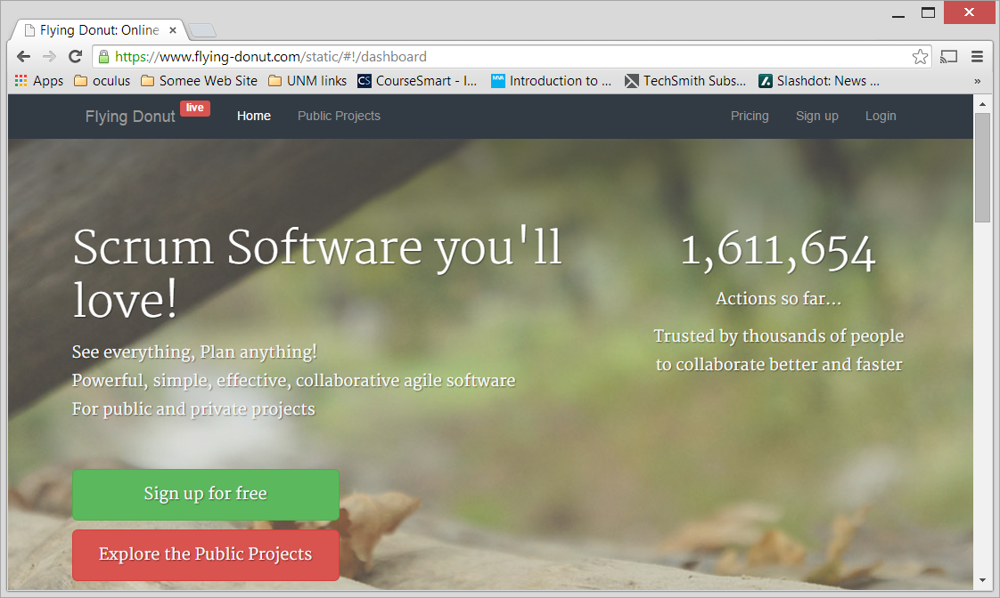 Flying Donut: Online
https://www.flying-donut.com/static/#!/dashboard
Apps oculus Somee Web Site UNM links CS CourseSmart - I... MVA Introduction to ... TechSmith Subs... Slashdot: News ... »
Flying Donut live Home Public Projects Pricing Sign up Login
Scrum Software you'll
love!
See everything, Plan anything!
Powerful, simple, effective, collaborative agile software
For public and private projects
1,611,654
Actions so far...
Trusted by thousands of people
to collaborate better and faster
Sign up for free
Explore the Public Projects